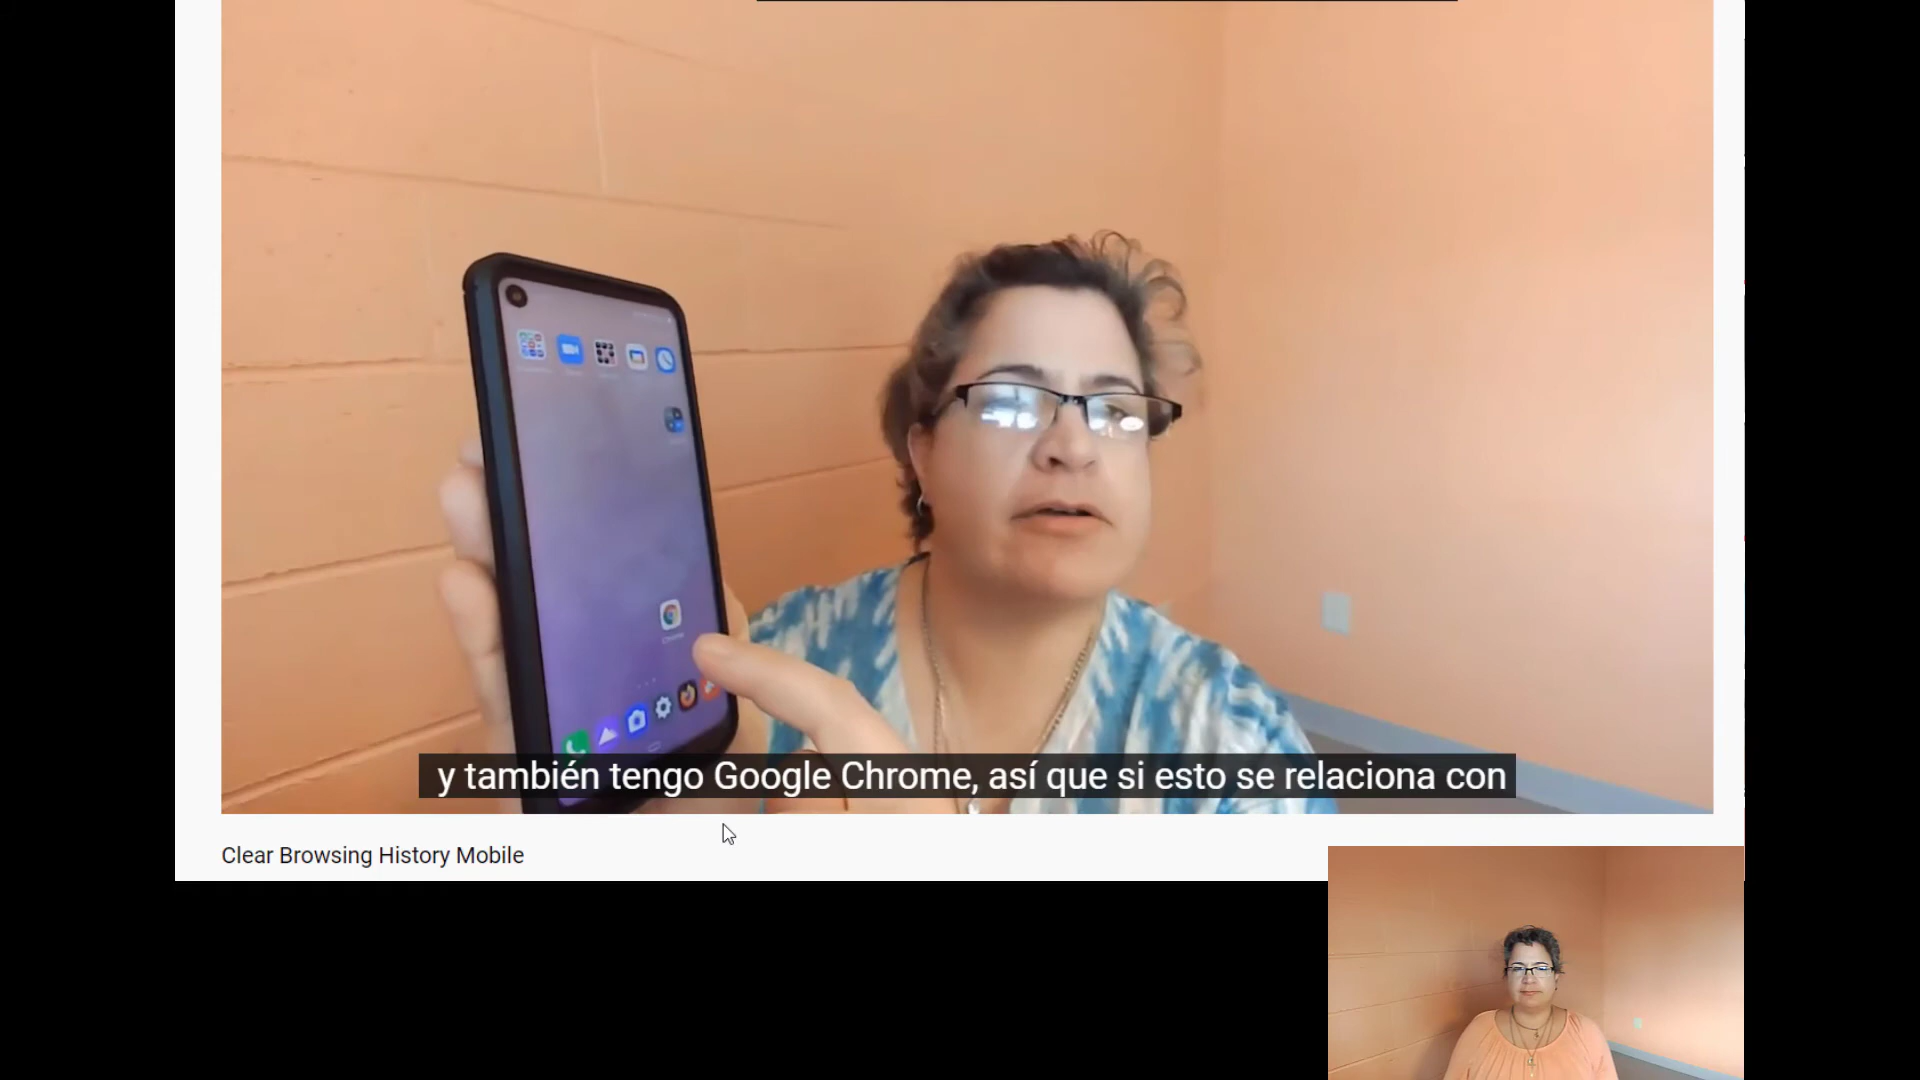 y también tengo Google Chrome, así que si esto se relaciona con
Clear Browsing History Mobile